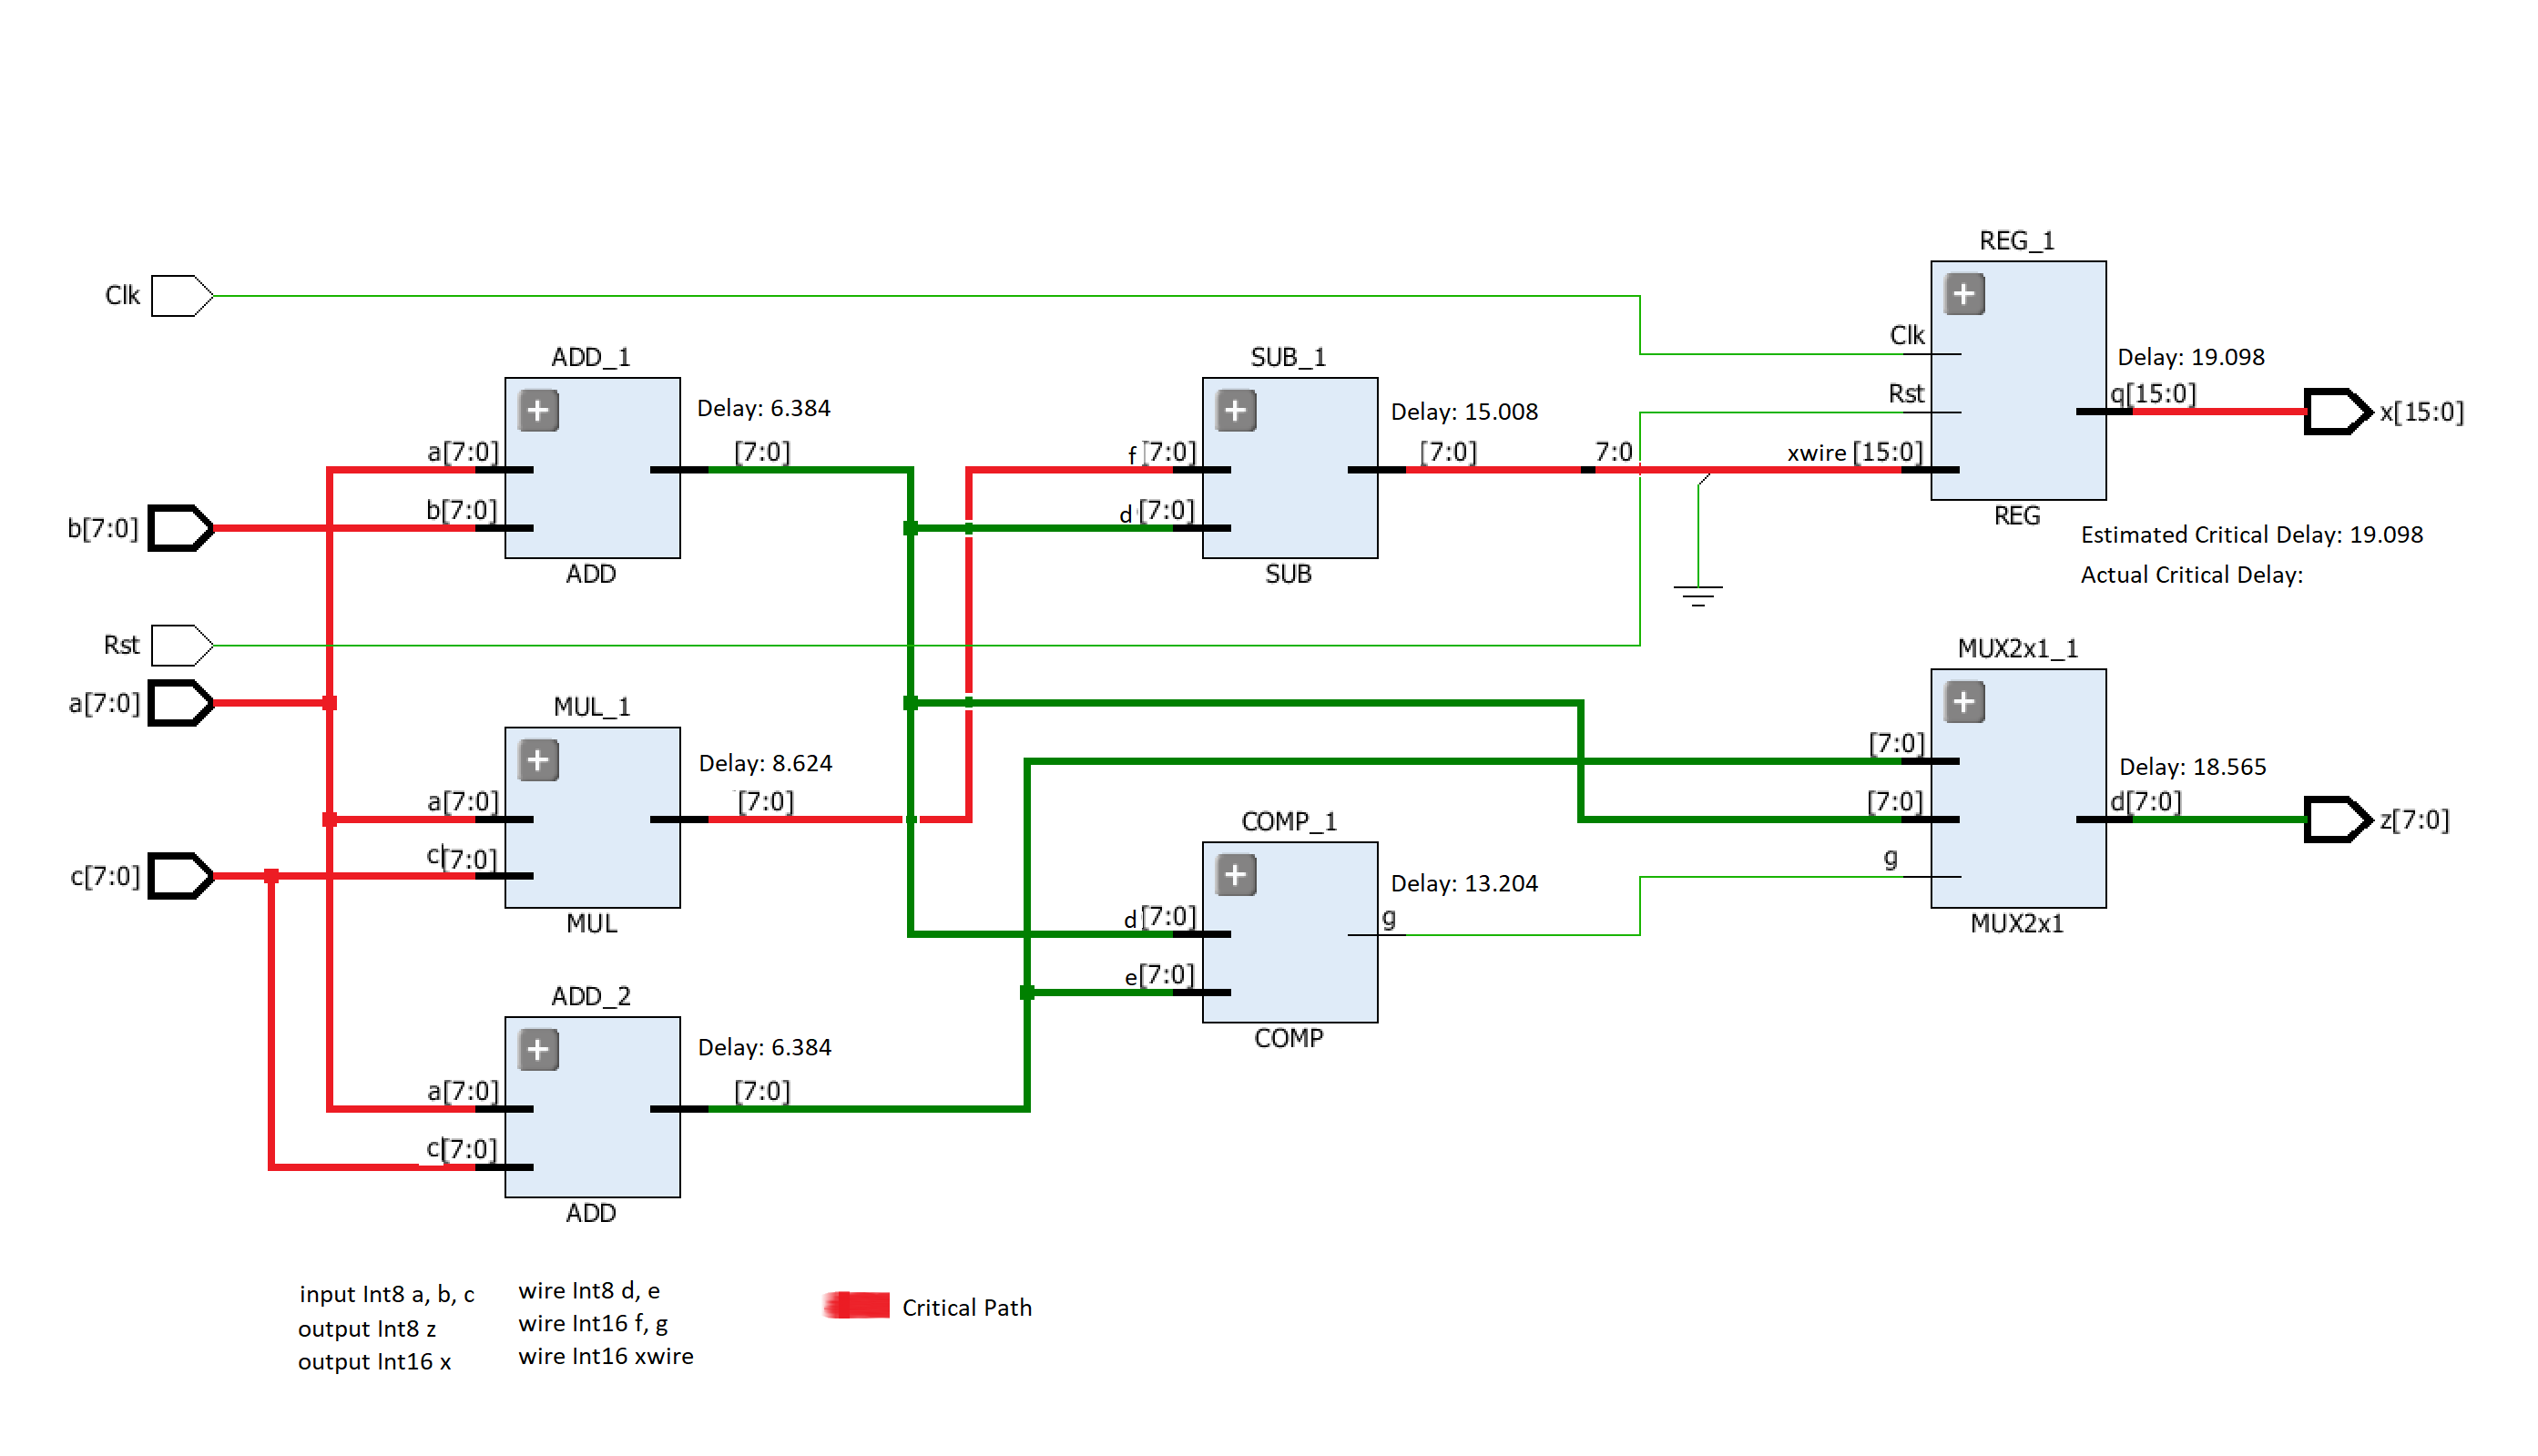 REG_1
Clk
Clk
Rst
xwire [15:0]
Delay: 19.098
q[15:0]
x[15:0]
REG
Estimated Critical Delay: 19.098
Actual Critical Delay:
ADD_1
Delay: 6.384
a[7:0]
[7:0]
b[7:0]
b[7:0]
ADD
SUB_1
Delay: 15.008
f [7:0]
[7:0]
7:0
d [7:0]
SUB
Rst
a[7:0]
MUL_1
Delay: 8.624
a[7:0]
[7:0]
c[7:0]
c[7:0]
MUL
MUX2x1_1
[7:0]
Delay: 18.565
[7:0]
d[7:0]
z[7:0]
g
MUX2x1
COMP_1
Delay: 13.204
d [7:0]
g
e[7:0]
COMP
ADD_2
Delay: 6.384
a[7:0]
[7:0]
c[7:0]
ADD
input Int8 a, b, c
output Int8 z
output Int16 x
wire Int8 d, e
wire Int16 f, g
wire Int16 xwire
Critical Path